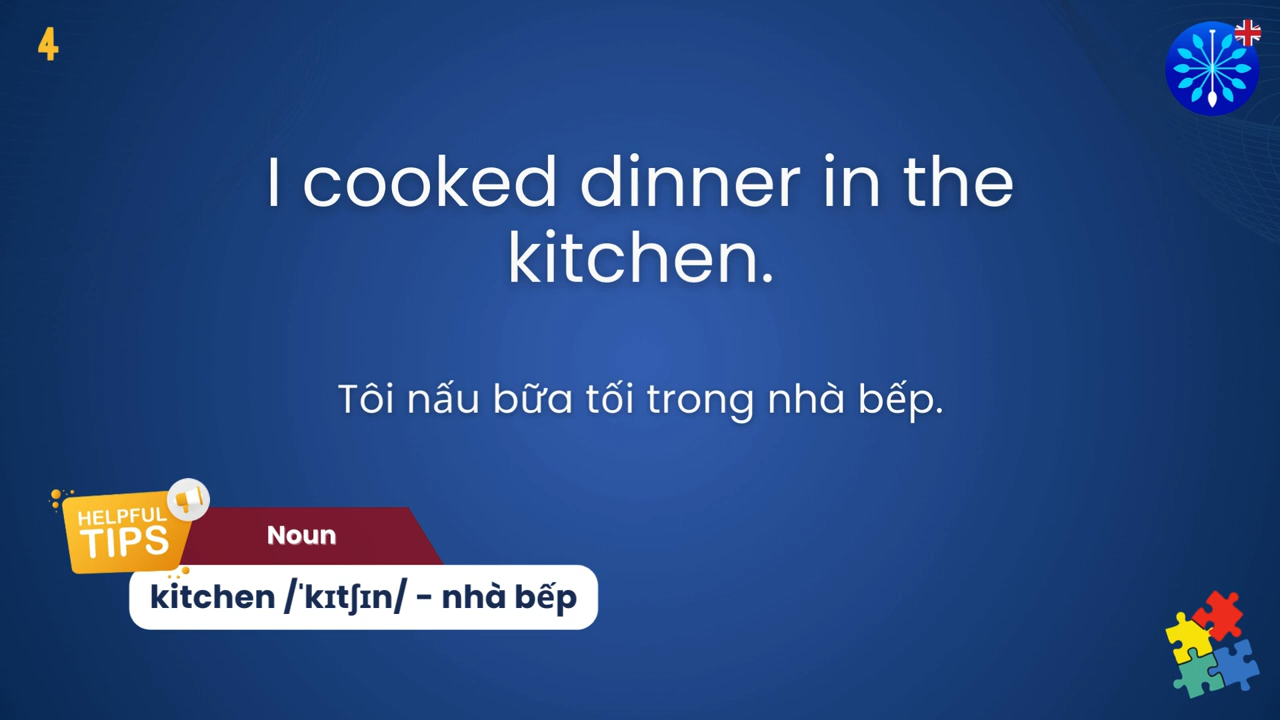 4
I cooked dinner in the
kitchen.
Tôi nấu bữa tối trong nhà bếp.
HELPFUL
TIPS
Noun
kitchen /ˈkɪtʃɪn/ - nhà bếp